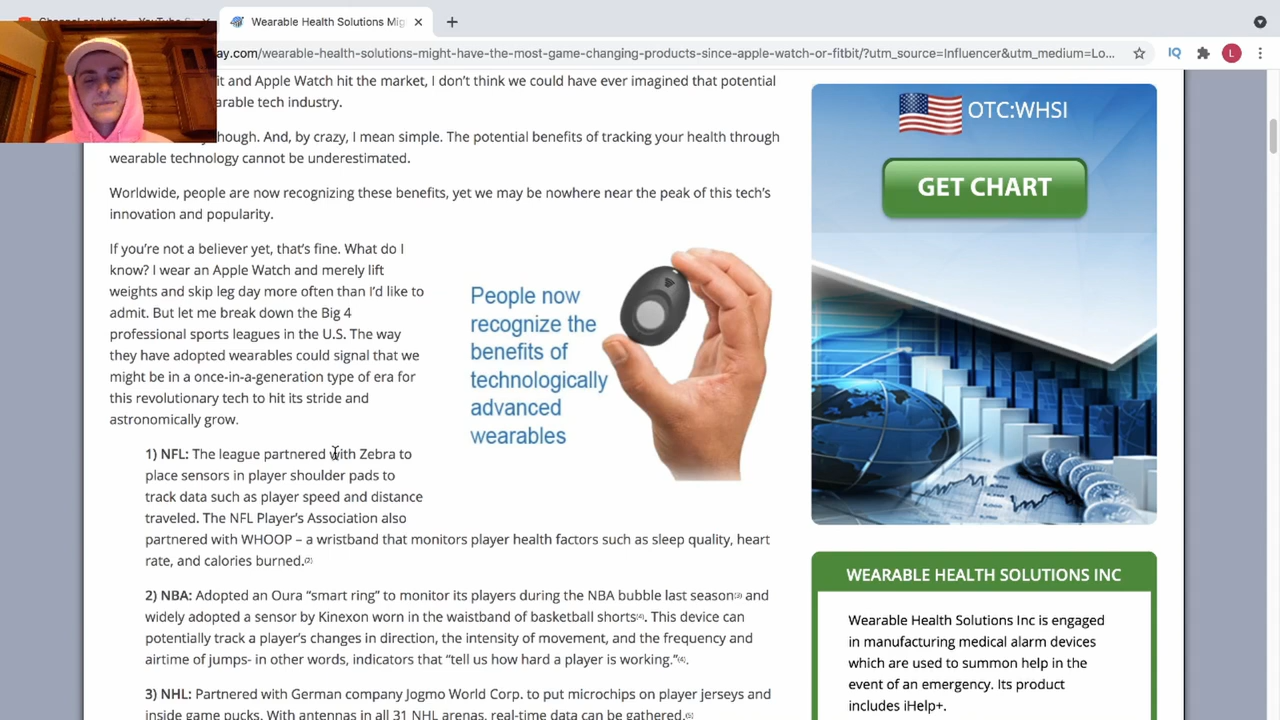 Wearable Health Solutions Mig
ay.com/wearable-health-solutions-might-have-the-most-game-changing-products-since-apple-watch-or-fitbit/?utm_source=Influencer&utm_medium=Lo...
IQ
L
it and Apple Watch hit the market, I don't think we could have ever imagined that potential
arable tech industry.
hough. And, by crazy, I mean simple. The potential benefits of tracking your health through
wearable technology cannot be underestimated.
Worldwide, people are now recognizing these benefits, yet we may be nowhere near the peak of this tech's
innovation and popularity.
If you're not a believer yet, that's fine. What do I
know? I wear an Apple Watch and merely lift
weights and skip leg day more often than I'd like to
admit. But let me break down the Big 4
professional sports leagues in the U.S. The way
they have adopted wearables could signal that we
might be in a once-in-a-generation type of era for
this revolutionary tech to hit its stride and
astronomically grow.
People now
recognize the
benefits of
technologically
advanced
wearables
1) NFL: The league partnered with Zebra to
place sensors in player shoulder pads to
track data such as player speed and distance
traveled. The NFL Player's Association also
partnered with WHOOP – a wristband that monitors player health factors such as sleep quality, heart
rate, and calories burned.(2)
2) NBA: Adopted an Oura “smart ring” to monitor its players during the NBA bubble last season(3) and
widely adopted a sensor by Kinexon worn in the waistband of basketball shorts(4). This device can
potentially track a player's changes in direction, the intensity of movement, and the frequency and
airtime of jumps- in other words, indicators that “tell us how hard a player is working.”(4).
3) NHL: Partnered with German company Jogmo World Corp. to put microchips on player jerseys and
inside game pucks. With antennas in all 31 NHL arenas, real-time data can be gathered.(5)
OTC:WHSI
GET CHART
WEARABLE HEALTH SOLUTIONS INC
Wearable Health Solutions Inc is engaged
in manufacturing medical alarm devices
which are used to summon help in the
event of an emergency. Its product
includes iHelp+.